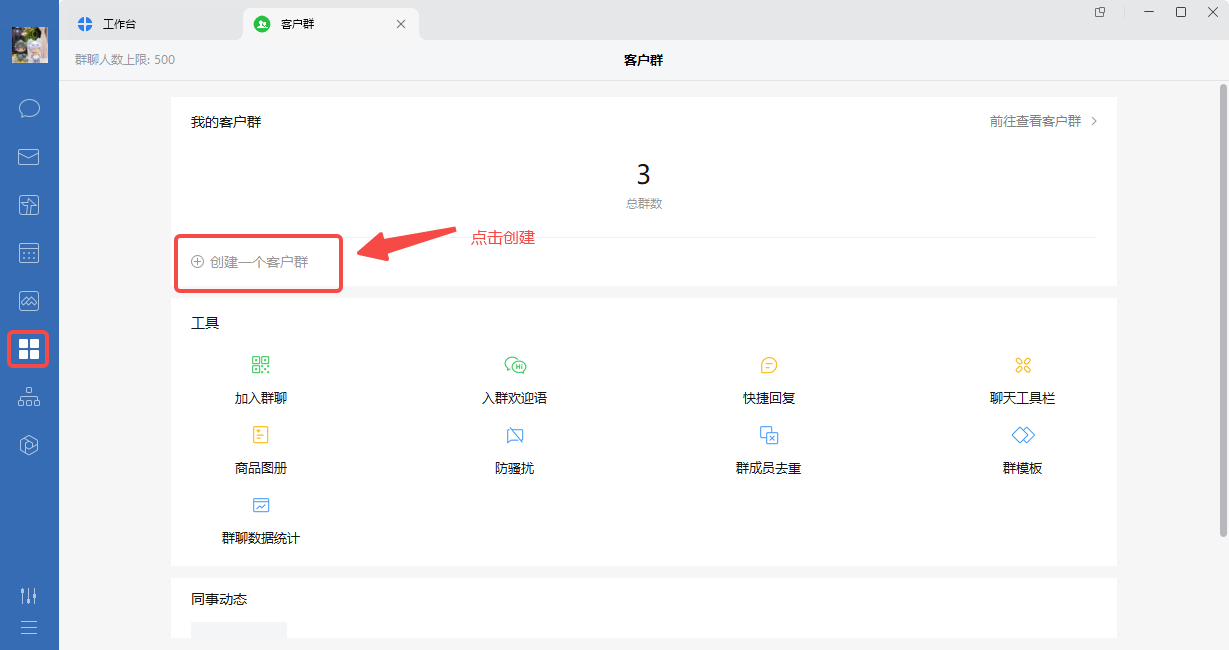 工作台
客户群
群聊人数上限: 500
客户群
我的客户群
前往查看客户群
3
总群数
点击创建
创建一个客户群
工具
加入群聊
入群欢迎语
快捷回复
聊天工具栏
商品图册
防骚扰
群成员去重
群模板
群聊数据统计
同事动态